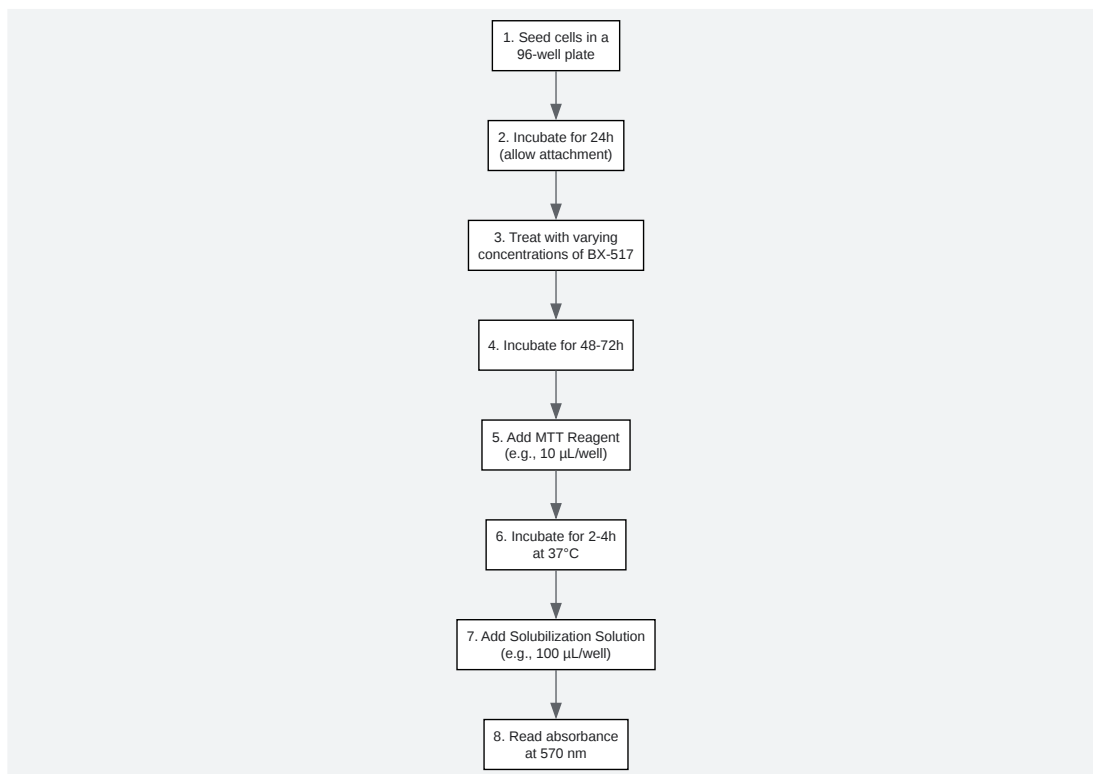 1. Seed cells in a
96-well plate
2. Incubate for 24h
(allow attachment)
3. Treat with varying
concentrations of BX-517
4. Incubate for 48-72h
5. Add MTT Reagent
(e.g., 10 µL/well)
6. Incubate for 2-4h
at 37°C
7. Add Solubilization Solution
(e.g., 100 µL/well)
8. Read absorbance
at 570 nm